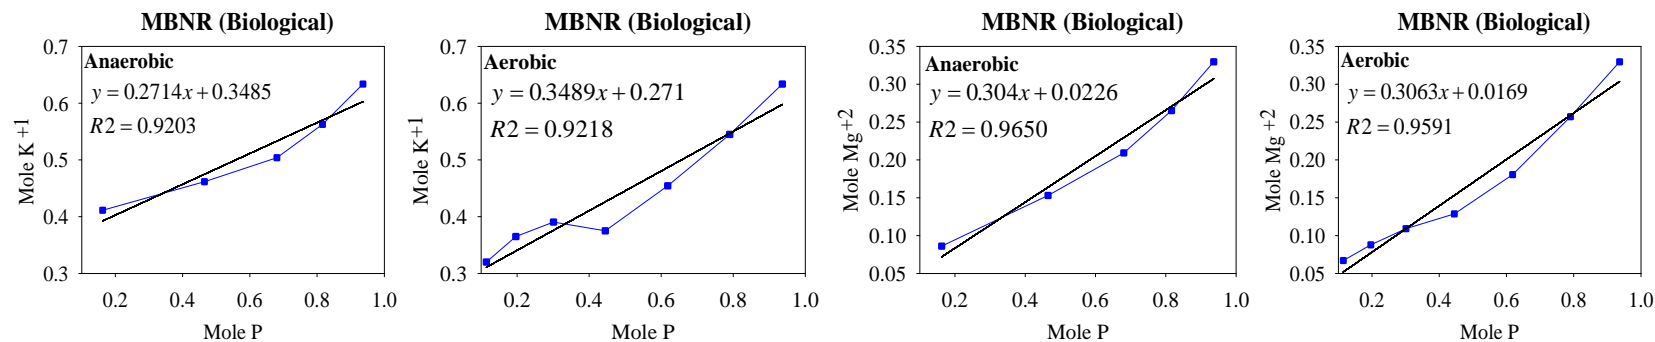 MBNR (Biological)
0.7
0.6
0.5
0.4
0.3
Mole K+1
Anaerobic
y = 0.2714x + 0.3485
R2 = 0.9203
0.2 0.4 0.6 0.8 1.0
Mole P
MBNR (Biological)
0.7
0.6
0.5
0.4
0.3
Mole K+1
Aerobic
y = 0.3489x + 0.271
R2 = 0.9218
0.2 0.4 0.6 0.8 1.0
Mole P
MBNR (Biological)
0.35
0.30
0.25
0.20
0.15
0.10
0.05
Mole Mg+2
Anaerobic
y = 0.304x + 0.0226
R2 = 0.9650
0.2 0.4 0.6 0.8 1.0
Mole P
MBNR (Biological)
0.35
0.30
0.25
0.20
0.15
0.10
0.05
Mole Mg+2
Aerobic
y = 0.3063x + 0.0169
R2 = 0.9591
0.2 0.4 0.6 0.8 1.0
Mole P